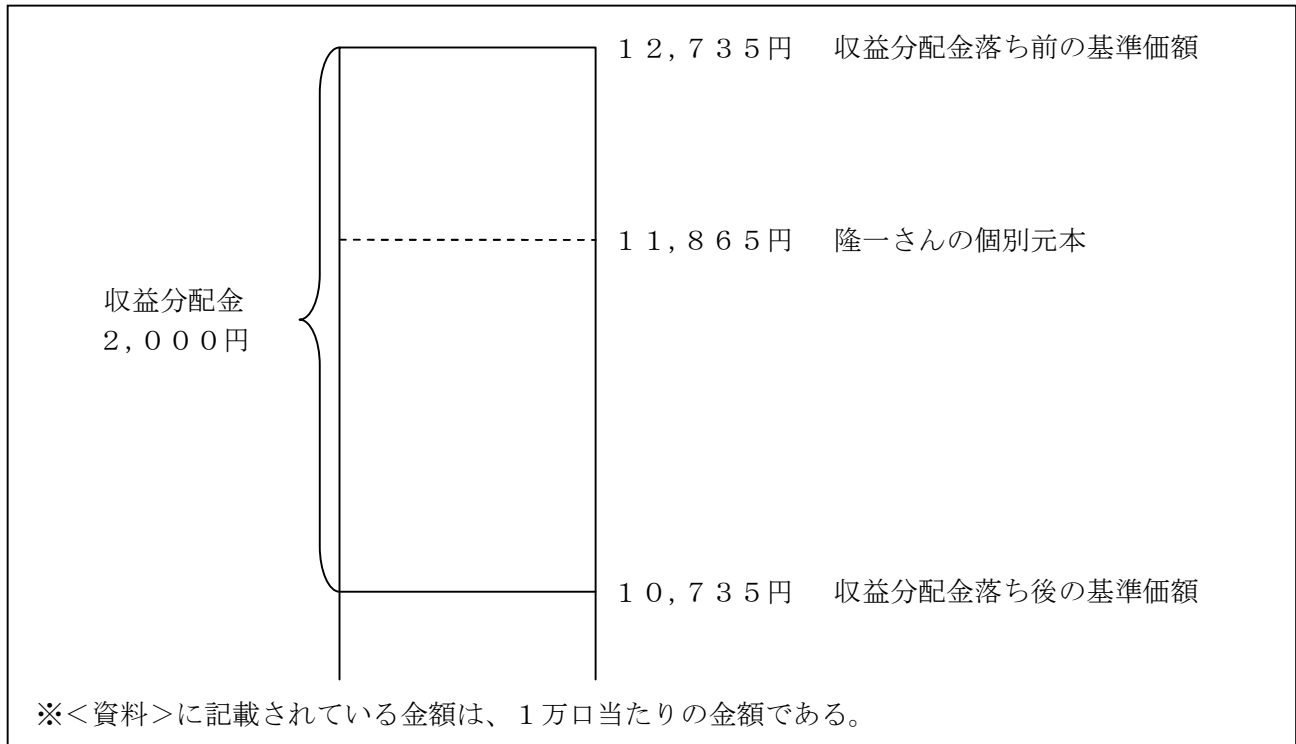 １２,７３５円　収益分配金落ち前の基準価額
１１,８６５円　隆一さんの個別元本
収益分配金
２,０００円
１０,７３５円　収益分配金落ち後の基準価額
※＜資料＞に記載されている金額は、１万口当たりの金額である。